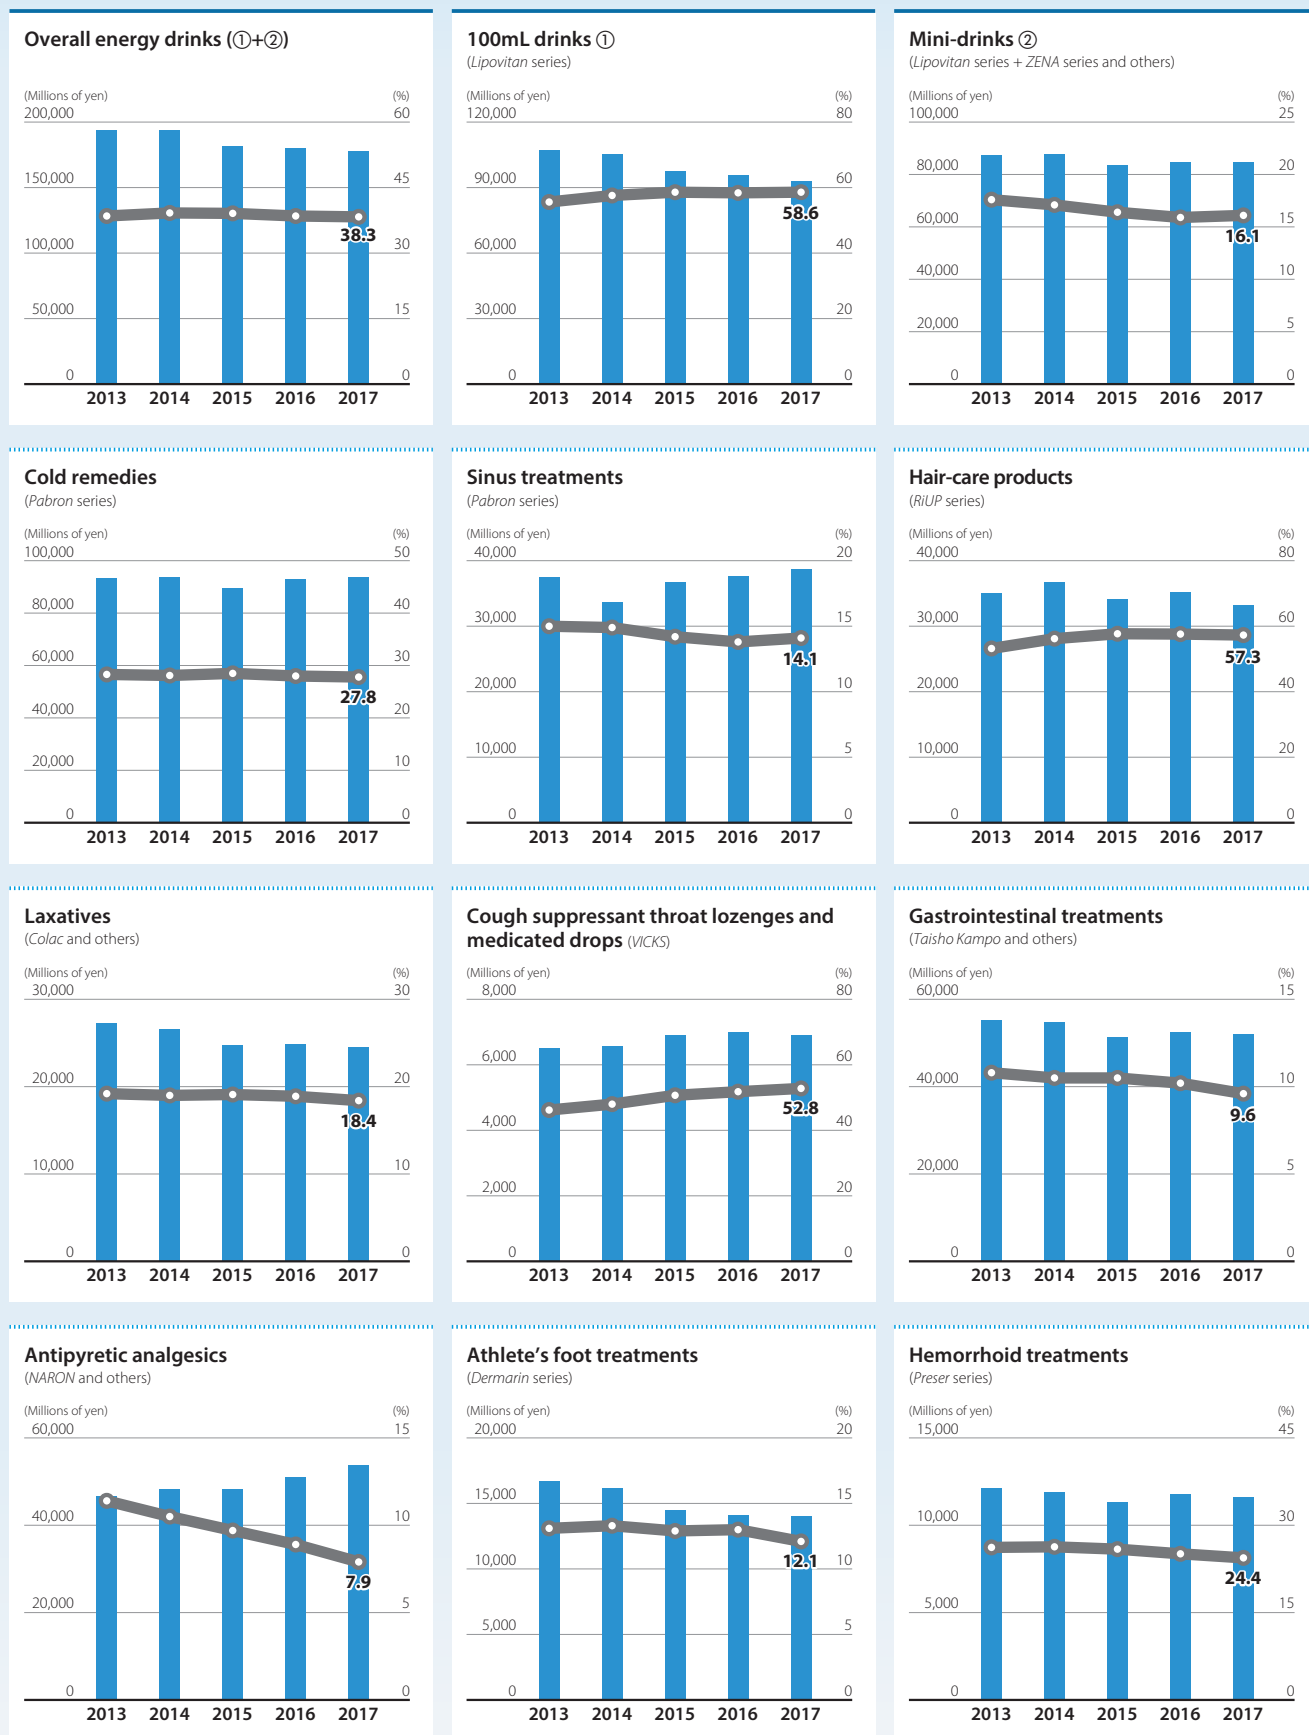 Overall energy drinks (①+②)
(Millions of yen) (%)
200,000 60
150,000 45
100,000 30
50,000 15
0 0
38.3
2013 2014 2015 2016 2017
100mL drinks ①
(Lipovitan series)
(Millions of yen) (%)
120,000 80
90,000 60
60,000 40
30,000 20
0 0
58.6
2013 2014 2015 2016 2017
Mini-drinks ②
(Lipovitan series + ZENA series and others)
(Millions of yen) (%)
100,000 25
80,000 20
60,000 15
40,000 10
20,000 5
0 0
16.1
2013 2014 2015 2016 2017
Cold remedies
(Pabron series)
(Millions of yen) (%)
100,000 50
80,000 40
60,000 30
40,000 20
20,000 10
0 0
27.8
2013 2014 2015 2016 2017
Sinus treatments
(Pabron series)
(Millions of yen) (%)
40,000 20
30,000 15
20,000 10
10,000 5
0 0
14.1
2013 2014 2015 2016 2017
Hair-care products
(RiUP series)
(Millions of yen) (%)
40,000 80
30,000 60
20,000 40
10,000 20
0 0
57.3
2013 2014 2015 2016 2017
Laxatives
(Colac and others)
(Millions of yen) (%)
30,000 30
20,000 20
10,000 10
0 0
18.4
2013 2014 2015 2016 2017
Cough suppressant throat lozenges and
medicated drops (VICKS)
(Millions of yen) (%)
8,000 80
6,000 60
4,000 40
2,000 20
0 0
52.8
2013 2014 2015 2016 2017
Gastrointestinal treatments
(Taisho Kampo and others)
(Millions of yen) (%)
60,000 15
40,000 10
20,000 5
0 0
9.6
2013 2014 2015 2016 2017
Antipyretic analgesics
(NARON and others)
(Millions of yen) (%)
60,000 15
40,000 10
20,000 5
0 0
7.9
2013 2014 2015 2016 2017
Athlete's foot treatments
(Dermarin series)
(Millions of yen) (%)
20,000 20
15,000 15
10,000 10
5,000 5
0 0
12.1
2013 2014 2015 2016 2017
Hemorrhoid treatments
(Preser series)
(Millions of yen) (%)
15,000 45
10,000 30
5,000 15
0 0
24.4
2013 2014 2015 2016 2017